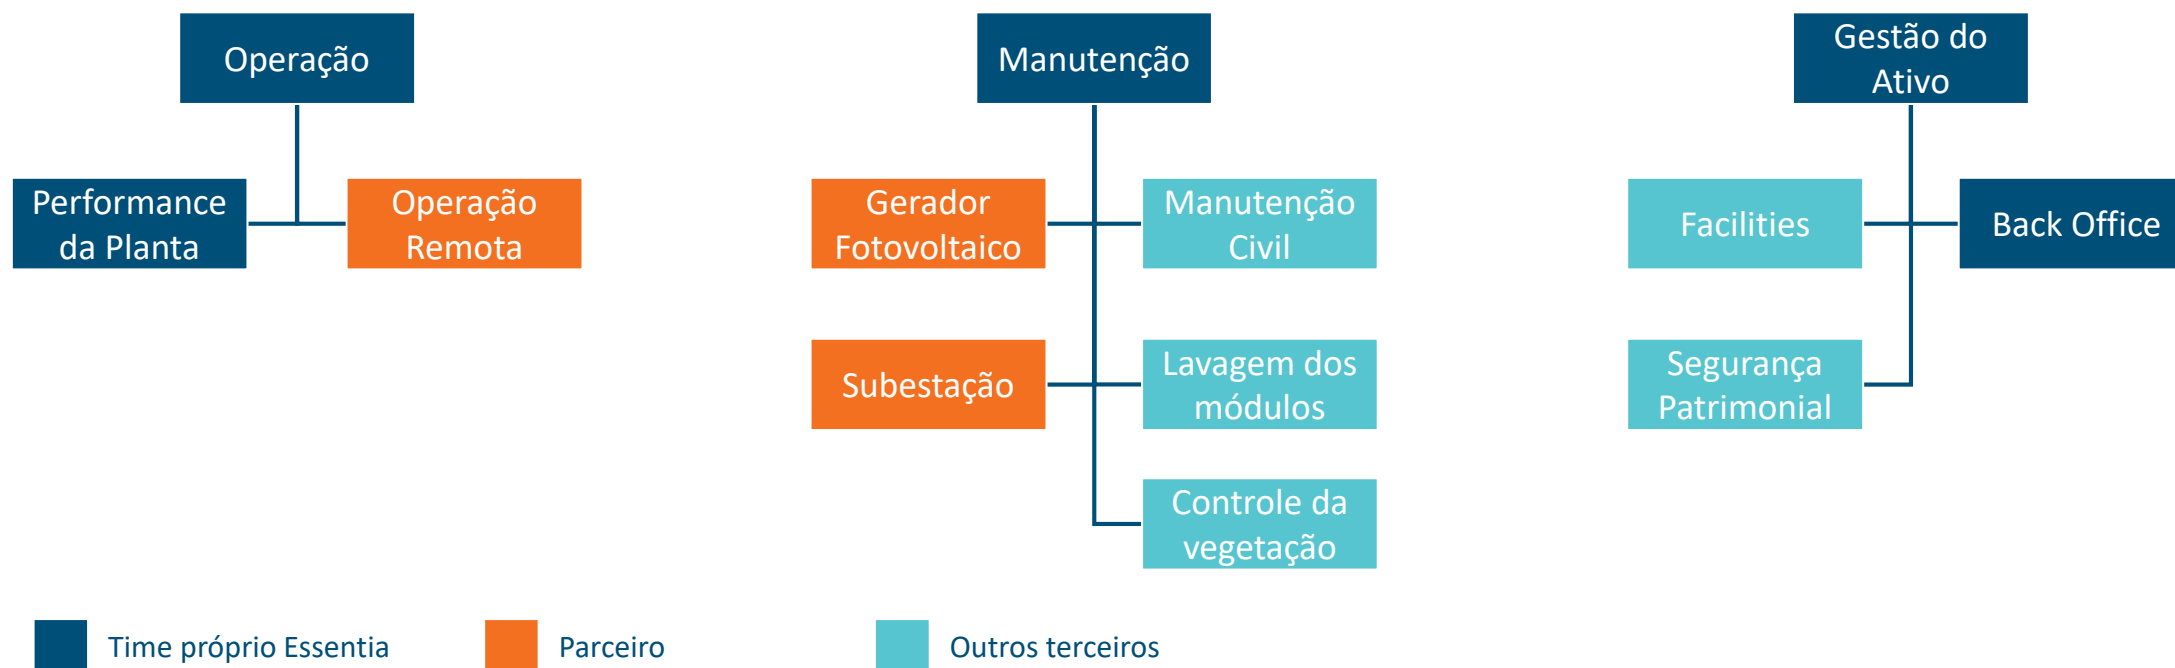 Operação
Manutenção
Gestão do
Ativo
Performance
da Planta
Operação
Remota
Gerador
Fotovoltaico
Manutenção
Civil
Facilities
Back Office
Subestação
Lavagem dos
módulos
Segurança
Patrimonial
Controle da
vegetação
Time próprio Essentia
Parceiro
Outros terceiros